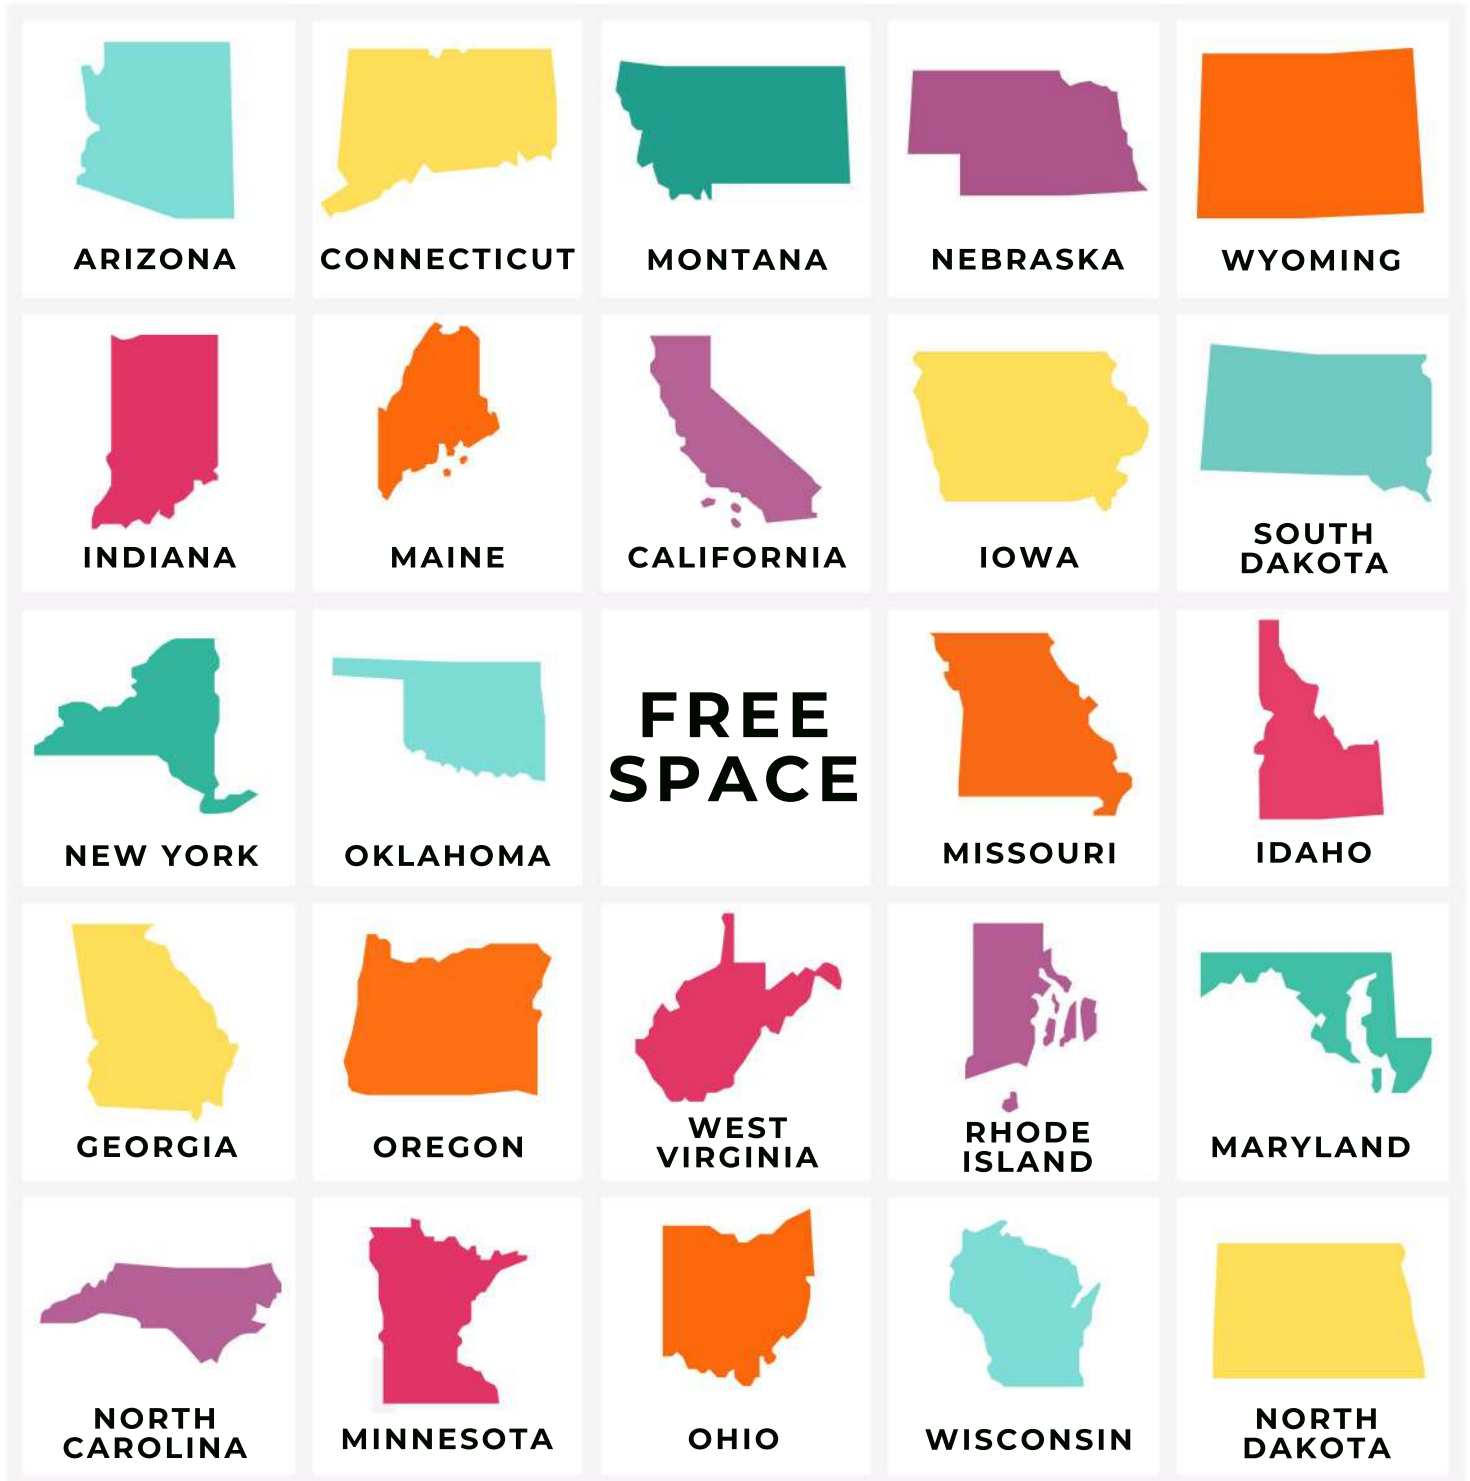 ARIZONA
CONNECTICUT
MONTANA
NEBRASKA
WYOMING
INDIANA
MAINE
CALIFORNIA
IOWA
SOUTH
DAKOTA
NEW YORK
OKLAHOMA
FREE
SPACE
MISSOURI
IDAHO
GEORGIA
OREGON
WEST
VIRGINIA
RHODE
ISLAND
MARYLAND
NORTH
CAROLINA
MINNESOTA
OHIO
WISCONSIN
NORTH
DAKOTA